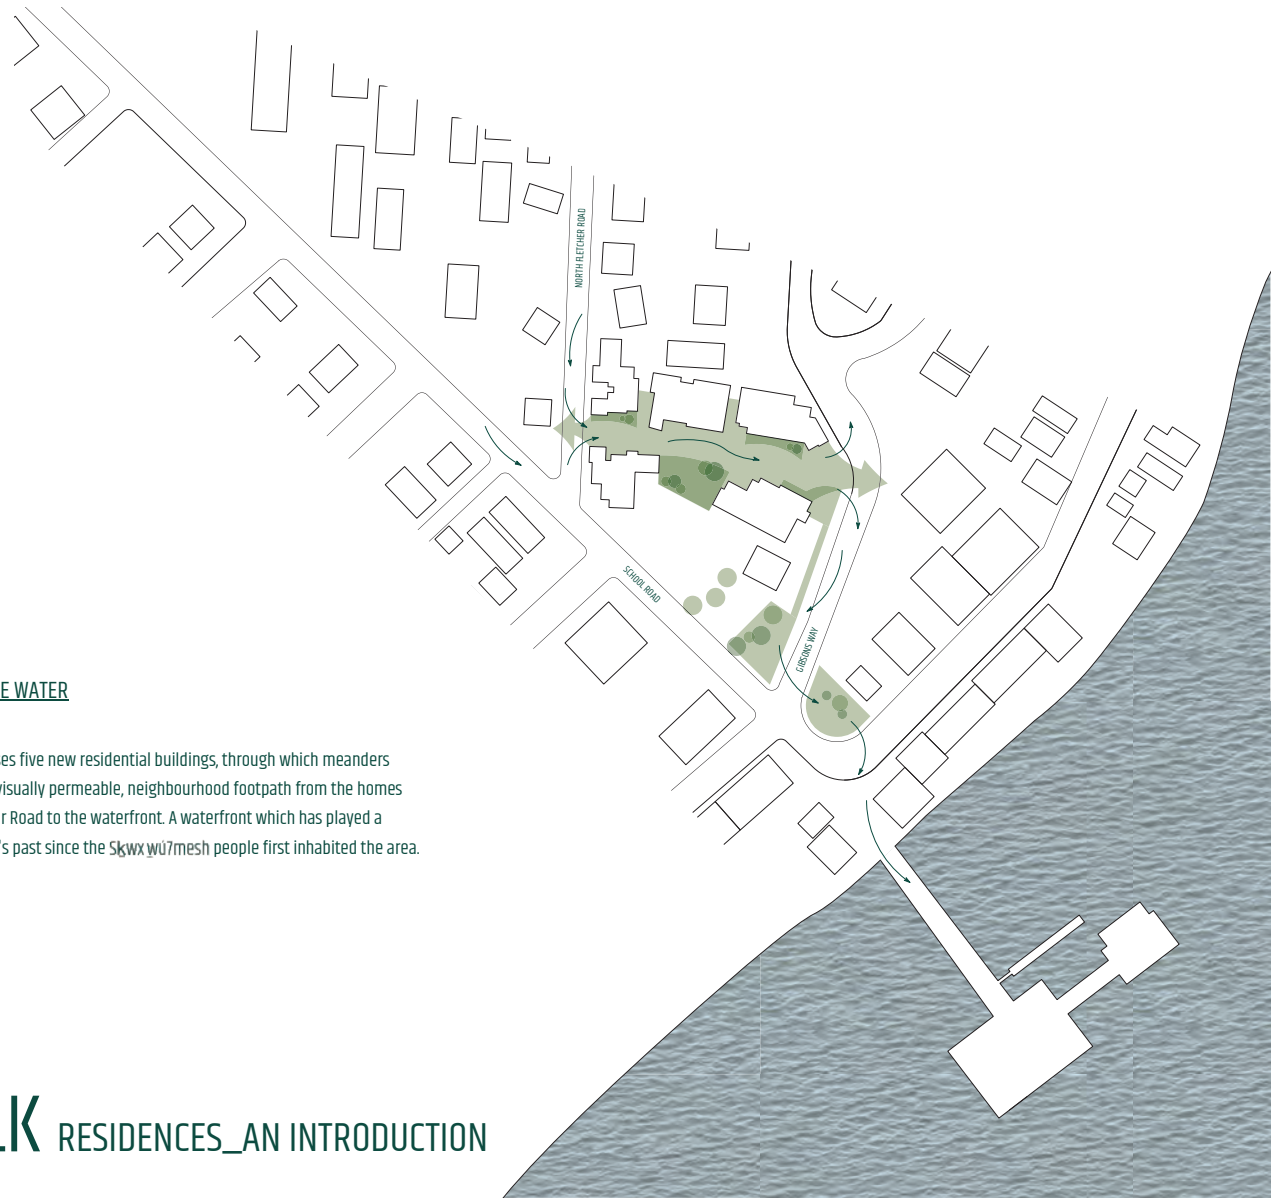 NORTH FLETCHER ROAD
SCHOOL ROAD
GIBSONS WAY
E WATER
es five new residential buildings, through which meanders
visually permeable, neighbourhood footpath from the homes
r Road to the waterfront. A waterfront which has played a
's past since the Sḵwx̱wú7mesh people first inhabited the area.
LK RESIDENCES_AN INTRODUCTION